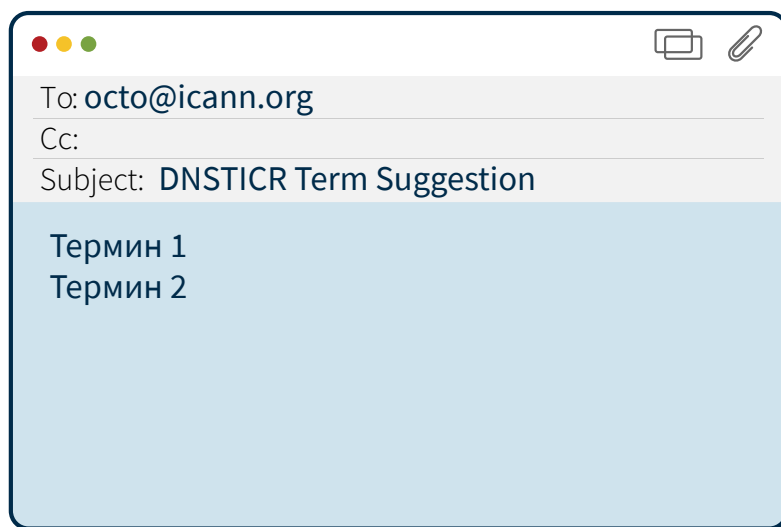 To: octo@icann.org
Cc:
Subject: DNSTICR Term Suggestion
Термин 1
Термин 2